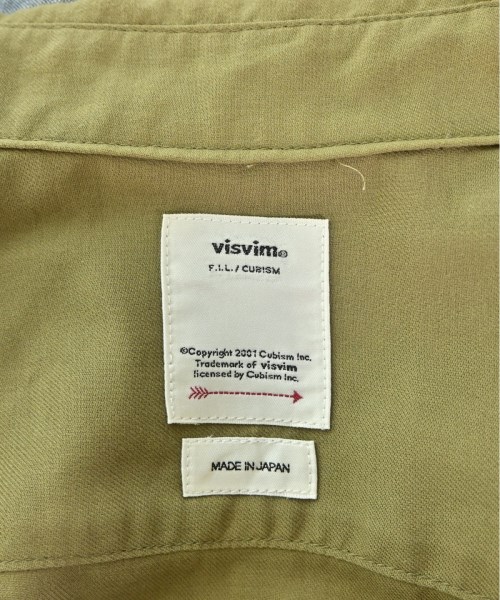 visvim®
F.I.L. / CUBISM
©Copyright 2001 Cubism Inc.
Trademark of visvim
licensed by Cubism Inc.
MADE IN JAPAN